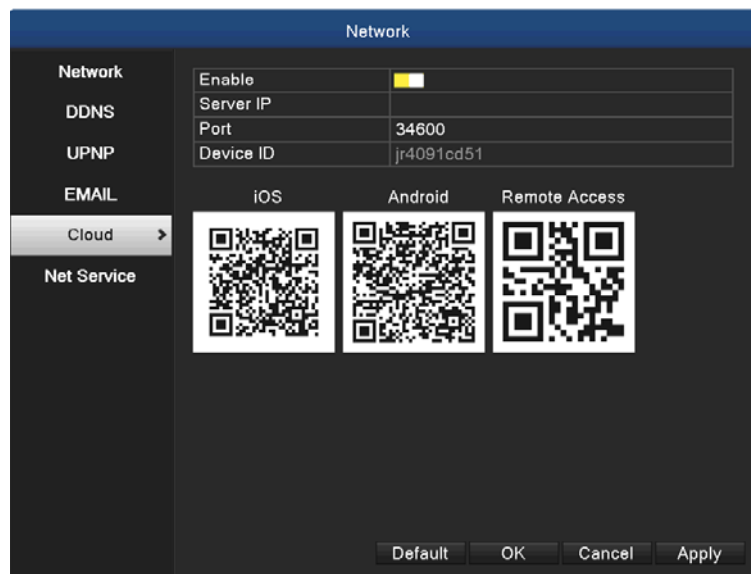 Network
Network
DDNS
UPNP
EMAIL
Cloud >
Net Service
Enable
Server IP
Port 34600
Device ID jr4091cd51
iOS Android Remote Access
Default OK Cancel Apply